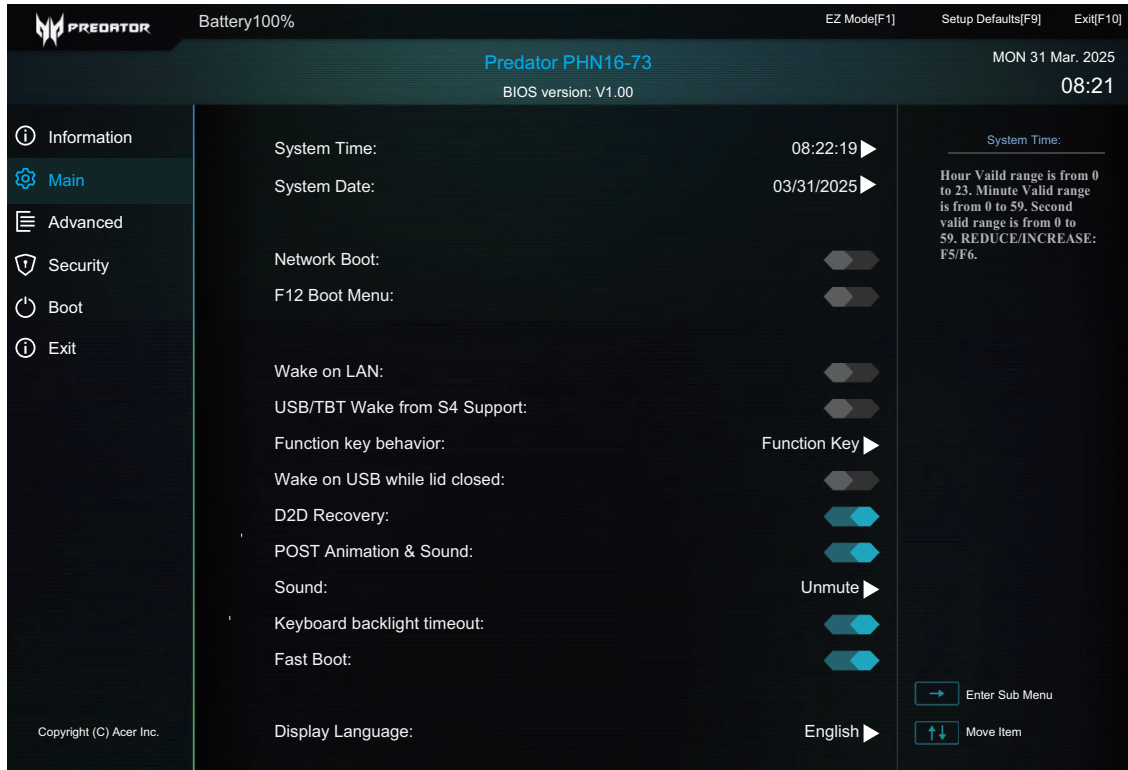 PREDATOR
Battery100%
EZ Mode[F1]
Setup Defaults[F9]
Exit[F10]
Predator PHN16-73
BIOS version: V1.00
MON 31 Mar. 2025
08:21
Information
Main
Advanced
Security
Boot
Exit
System Time: 08:22:19
System Date: 03/31/2025
Network Boot:
F12 Boot Menu:
Wake on LAN:
USB/TBT Wake from S4 Support:
Function key behavior: Function Key
Wake on USB while lid closed:
D2D Recovery:
POST Animation & Sound:
Sound: Unmute
Keyboard backlight timeout:
Fast Boot:
Display Language: English
System Time:
Hour Vaild range is from 0
to 23. Minute Valid range
is from 0 to 59. Second
valid range is from 0 to
59. REDUCE/INCREASE:
F5/F6.
Enter Sub Menu
Move Item
Copyright (C) Acer Inc.